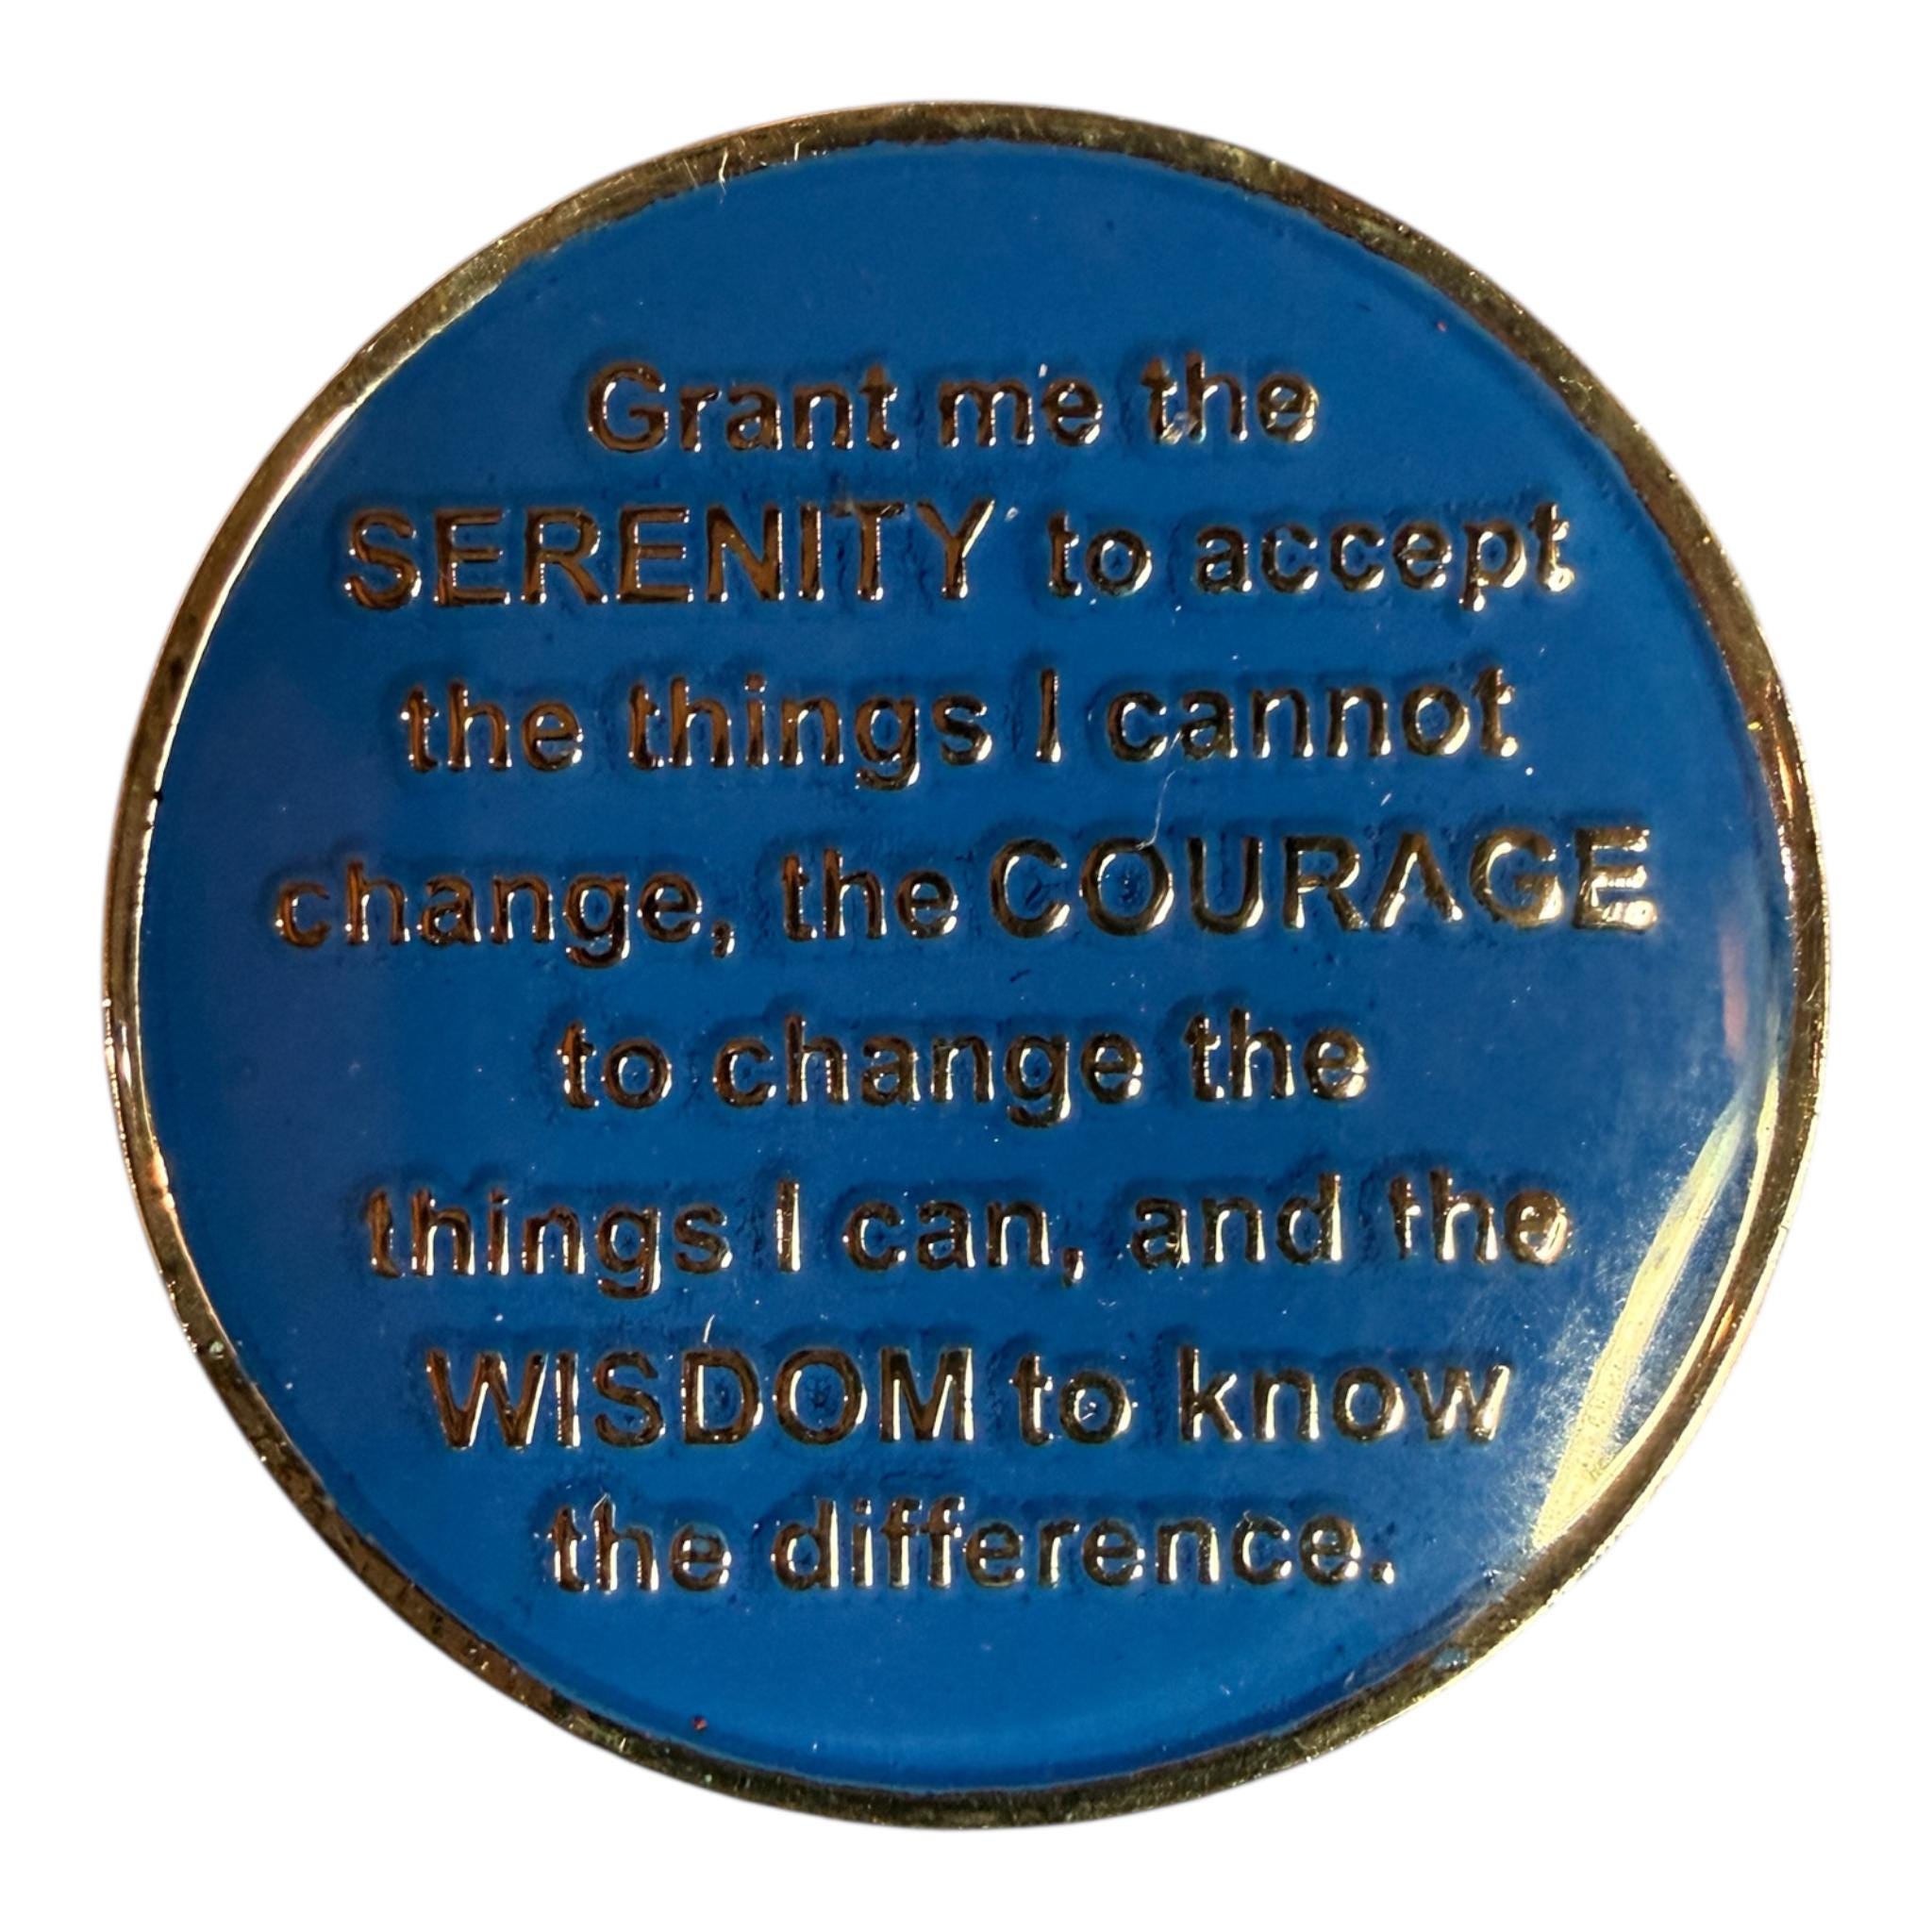 Grant me the
SERENITY to accept
the things I cannot
change, the COURAGE
to change the
things I can, and the
WISDOM to know
the difference.